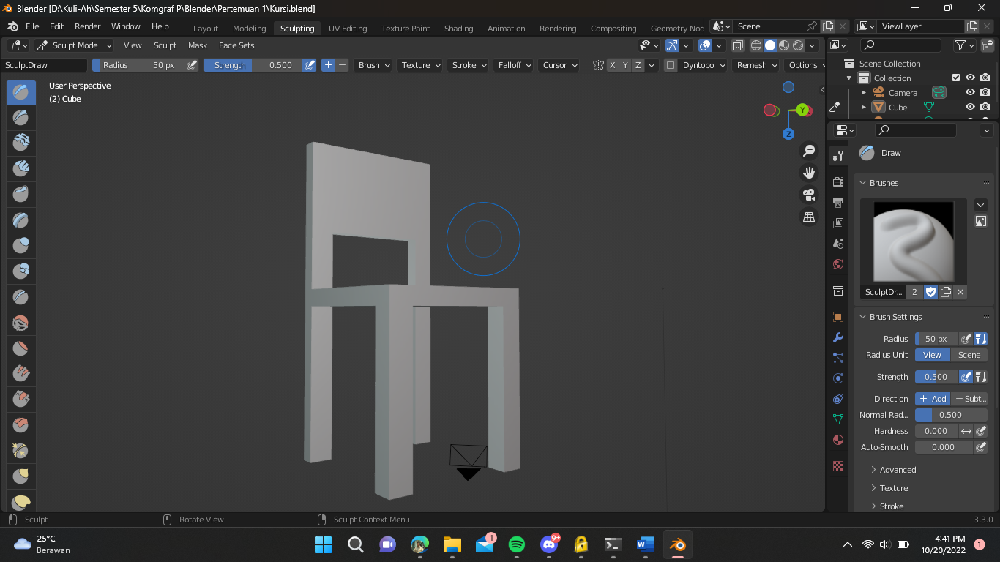 Blender [D:\Kuli-Ah\Semester 5\Komgraf P\Blender\Pertemuan 1\Kursi.blend]
File Edit Render Window Help Layout Modeling Sculpting UV Editing Texture Paint Shading Animation Rendering Compositing Geometry Noc Scene ViewLayer
Sculpt Mode View Sculpt Mask Face Sets
SculptDraw Radius 50 px Strength 0.500 Brush Texture Stroke Falloff Cursor X Y Z Dyntopo Remesh Options
User Perspective
(2) Cube
Y
Z
Scene Collection
Collection
Camera
Cube
Draw
Brushes
SculptDr... 2
Brush Settings
Radius 50 px
Radius Unit View Scene
Strength 0.500
Direction + Add − Subt...
Normal Rad... 0.500
Hardness 0.000
Auto-Smooth 0.000
Advanced
Texture
Stroke
Sculpt Rotate View Sculpt Context Menu 3.3.0
25°C
Berawan
1
9+
4:41 PM
10/20/2022
1